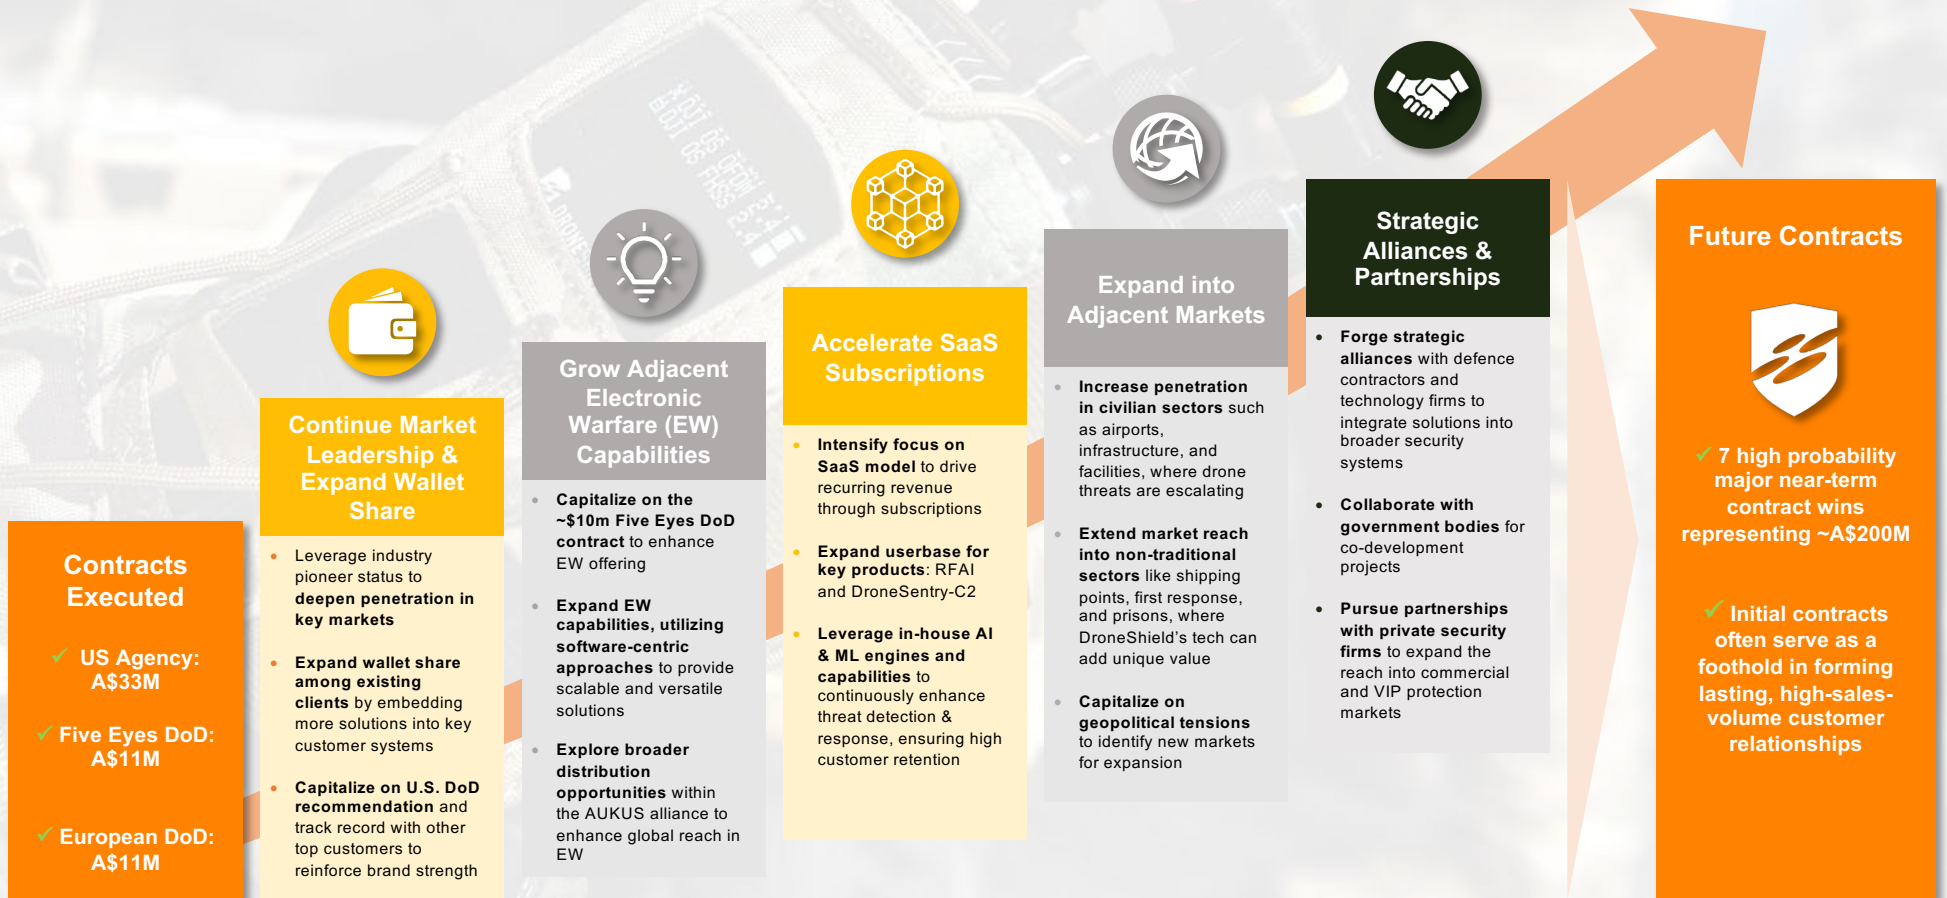 Contracts
Executed
✓ US Agency:
A$33M
✓ Five Eyes DoD:
A$11M
✓ European DoD:
A$11M
Continue Market
Leadership &
Expand Wallet
Share
• Leverage industry
pioneer status to
deepen penetration in
key markets
• Expand wallet share
among existing
clients by embedding
more solutions into key
customer systems
• Capitalize on U.S. DoD
recommendation and
track record with other
top customers to
reinforce brand strength
Grow Adjacent
Electronic
Warfare (EW)
Capabilities
• Capitalize on the
~$10m Five Eyes DoD
contract to enhance
EW offering
• Expand EW
capabilities, utilizing
software-centric
approaches to provide
scalable and versatile
solutions
• Explore broader
distribution
opportunities within
the AUKUS alliance to
enhance global reach in
EW
Accelerate SaaS
Subscriptions
• Intensify focus on
SaaS model to drive
recurring revenue
through subscriptions
• Expand userbase for
key products: RFAI
and DroneSentry-C2
• Leverage in-house AI
& ML engines and
capabilities to
continuously enhance
threat detection &
response, ensuring high
customer retention
Expand into
Adjacent Markets
• Increase penetration
in civilian sectors such
as airports,
infrastructure, and
facilities, where drone
threats are escalating
• Extend market reach
into non-traditional
sectors like shipping
points, first response,
and prisons, where
DroneShield's tech can
add unique value
• Capitalize on
geopolitical tensions
to identify new markets
for expansion
Strategic
Alliances &
Partnerships
• Forge strategic
alliances with defence
contractors and
technology firms to
integrate solutions into
broader security
systems
• Collaborate with
government bodies for
co-development
projects
• Pursue partnerships
with private security
firms to expand the
reach into commercial
and VIP protection
markets
Future Contracts
✓ 7 high probability
major near-term
contract wins
representing ~A$200M
✓ Initial contracts
often serve as a
foothold in forming
lasting, high-sales-
volume customer
relationships
DRONE